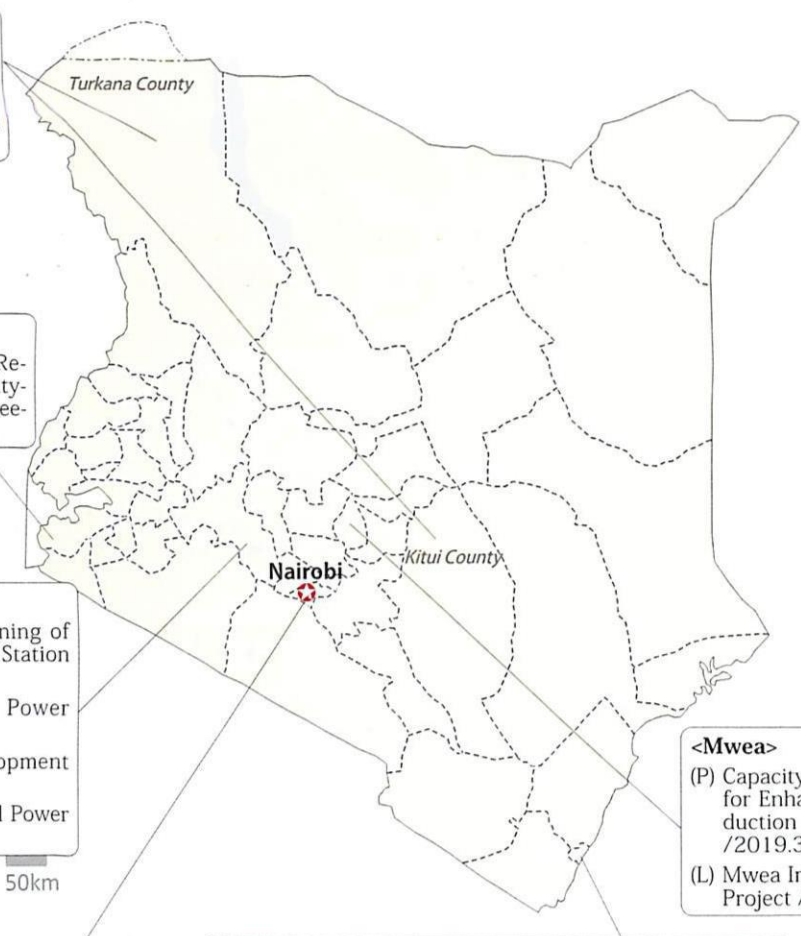 Turkana County
Re-
ty-
ee-
Nairobi
Kitui County
ning of
Station
Power
opment
l Power
50km
<Mwea>
(P) Capacity
for Enha
duction
/2019.3
(L) Mwea Ir
Project /